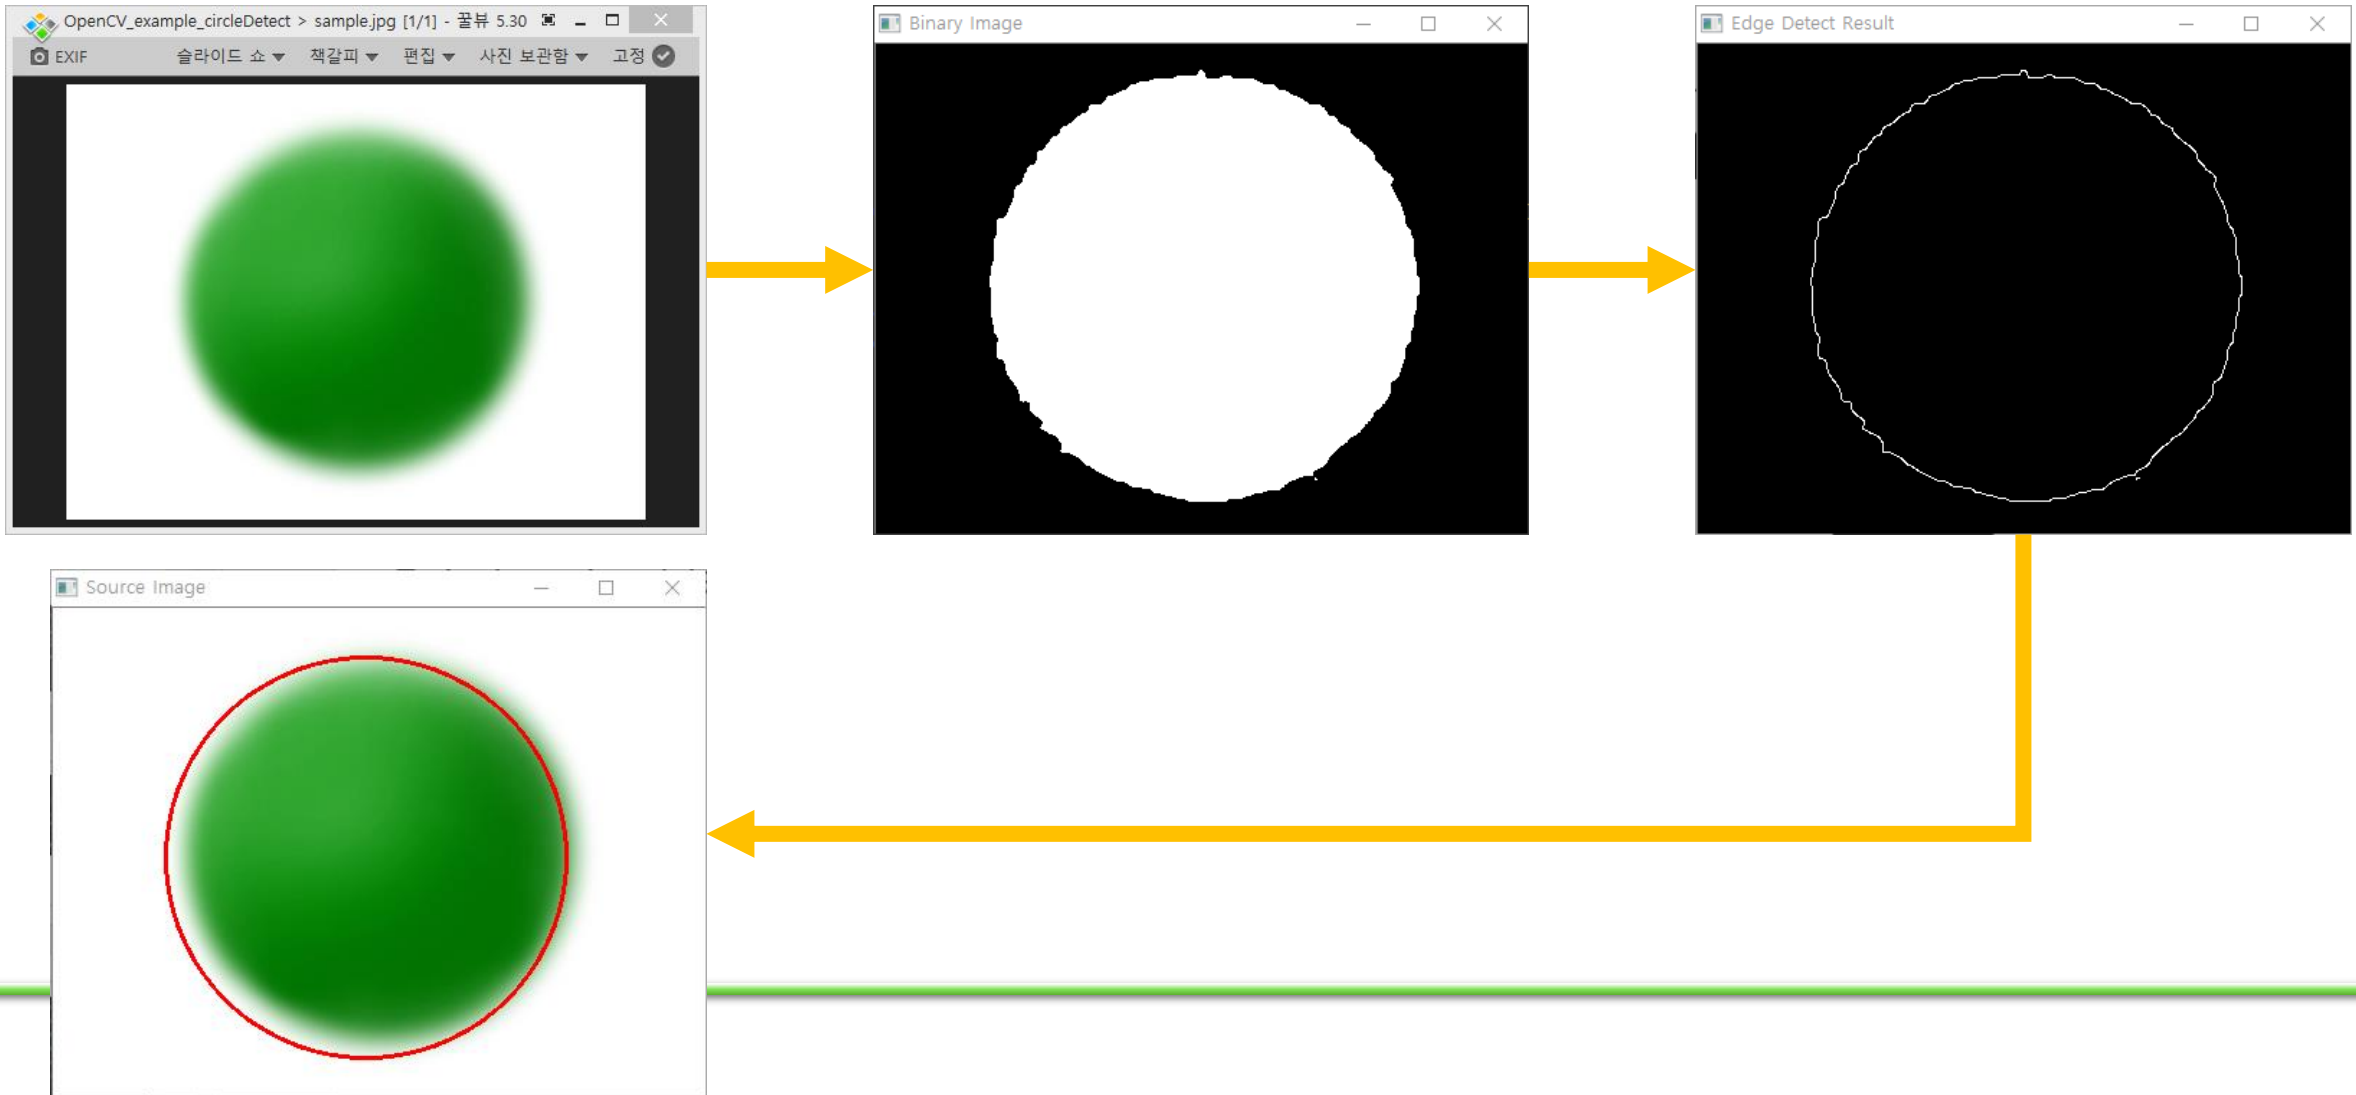 OpenCV_example_circleDetect > sample.jpg [1/1] - 꿀뷰 5.30
EXIF 슬라이드 쇼 책갈피 편집 사진 보관함 고정
Binary Image
Edge Detect Result
Source Image